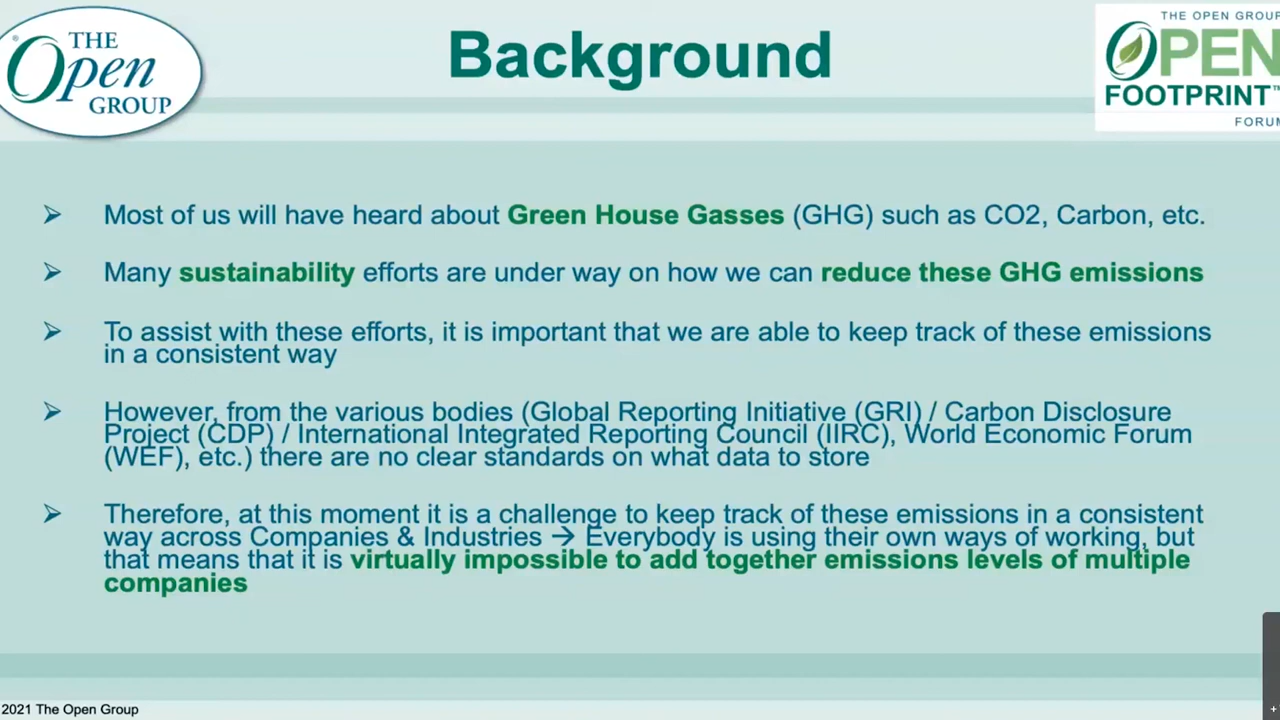 THE
Open
GROUP
®
Background
THE OPEN GROUP
OPEN
FOOTPRINT™
FORUM
➢ Most of us will have heard about Green House Gasses (GHG) such as CO2, Carbon, etc.
➢ Many sustainability efforts are under way on how we can reduce these GHG emissions
➢ To assist with these efforts, it is important that we are able to keep track of these emissions
in a consistent way
➢ However, from the various bodies (Global Reporting Initiative (GRI) / Carbon Disclosure
Project (CDP) / International Integrated Reporting Council (IIRC), World Economic Forum
(WEF), etc.) there are no clear standards on what data to store
➢ Therefore, at this moment it is a challenge to keep track of these emissions in a consistent
way across Companies & Industries → Everybody is using their own ways of working, but
that means that it is virtually impossible to add together emissions levels of multiple
companies
2021 The Open Group
+